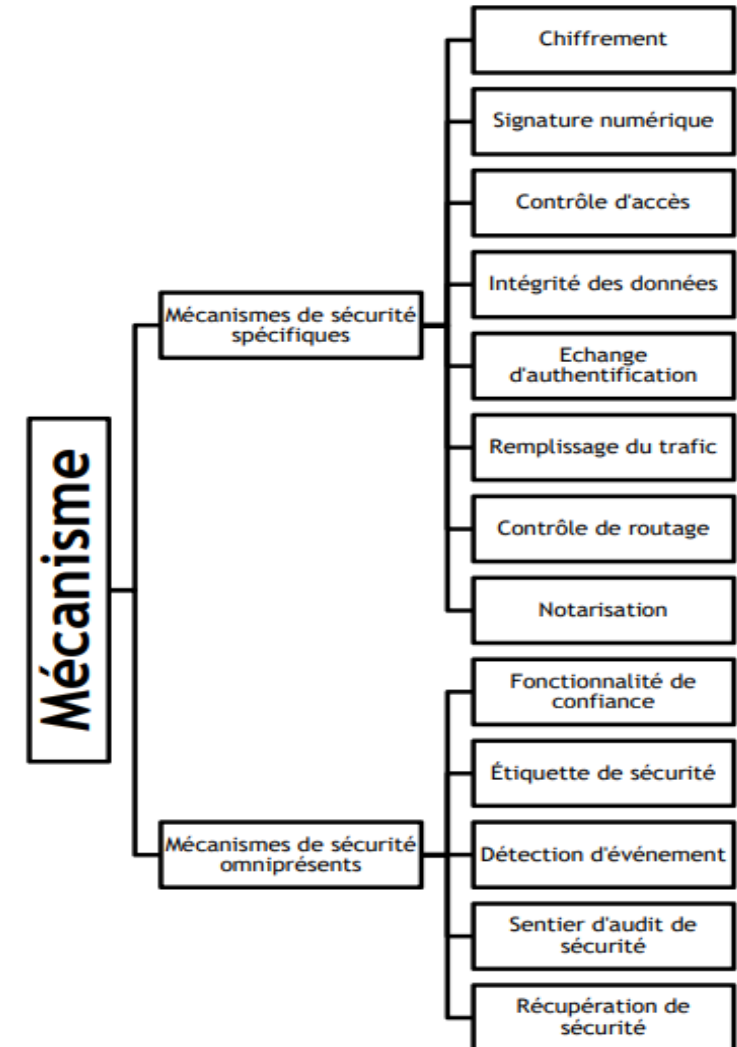 Mécanisme
Mécanismes de sécurité
spécifiques
Chiffrement
Signature numérique
Contrôle d'accès
Intégrité des données
Echange
d'authentification
Remplissage du trafic
Contrôle de routage
Notarisation
Mécanismes de sécurité
omniprésents
Fonctionnalité de
confiance
Étiquette de sécurité
Détection d'événement
Sentier d'audit de
sécurité
Récupération de
sécurité